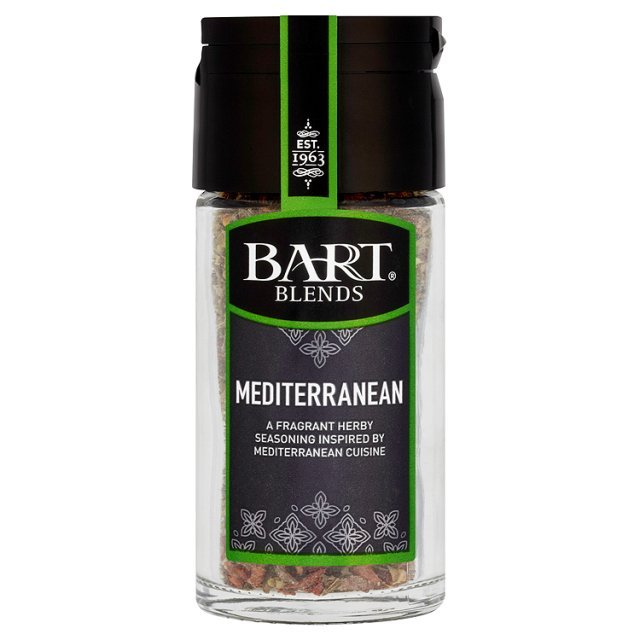 EST.
1963
BART®
BLENDS
MEDITERRANEAN
A FRAGRANT HERBY
SEASONING INSPIRED BY
MEDITERRANEAN CUISINE